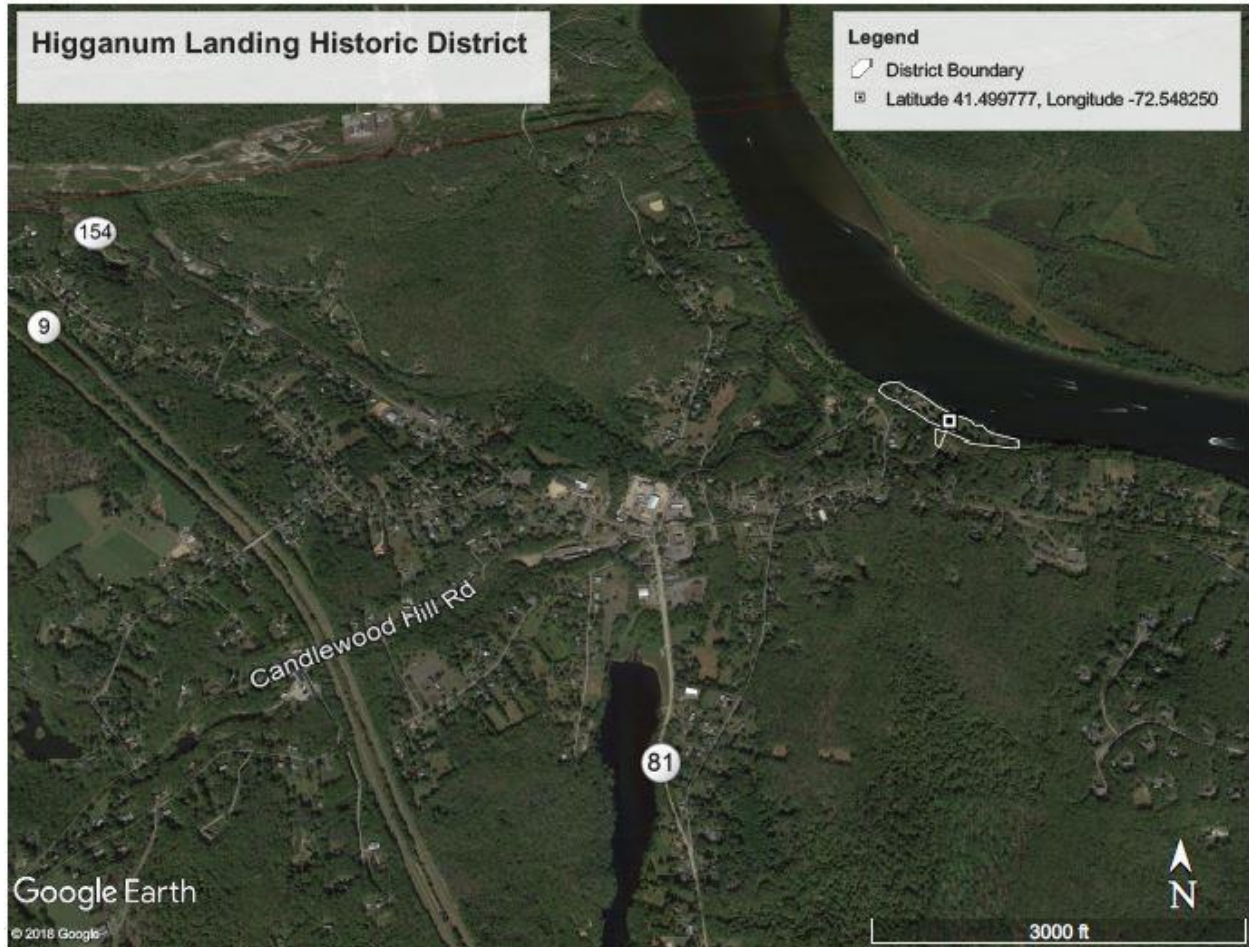 Higganum Landing Historic District
Legend
District Boundary
Latitude 41.499777, Longitude -72.548250
154
9
Candlewood Hill Rd
81
Google Earth
N
© 2018 Google
3000 ft